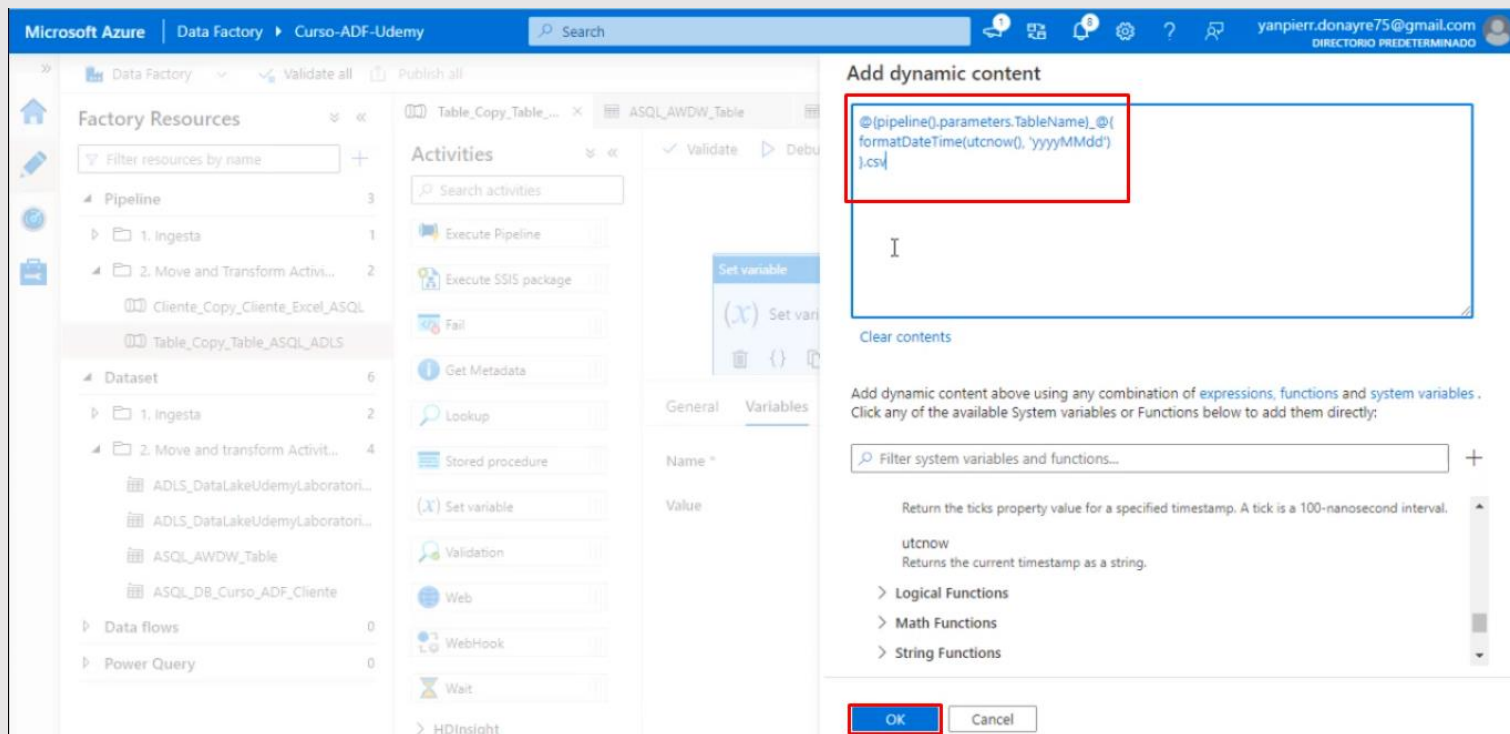 Microsoft Azure
Data Factory
Curso-ADF-Udemy
Search
1
8
yanpierr.donayre75@gmail.com
DIRECTORIO PREDETERMINADO
Data Factory
Validate all
Publish all
Factory Resources
Filter resources by name
Pipeline 3
1. Ingesta 1
2. Move and Transform Activi... 2
Cliente_Copy_Cliente_Excel_ASQL
Table_Copy_Table_ASQL_ADLS
Dataset 6
1. Ingesta 2
2. Move and transform Activit... 4
ADLS_DataLakeUdemyLaboratori...
ADLS_DataLakeUdemyLaboratori...
ASQL_AWDW_Table
ASQL_DB_Curso_ADF_Cliente
Data flows 0
Power Query 0
Table_Copy_Table_...
ASQL_AWDW_Table
Activities
Search activities
Execute Pipeline
Execute SSIS package
Fail
Get Metadata
Lookup
Stored procedure
(x) Set variable
Validation
Web
WebHook
Wait
HDInsight
Validate
Debu
Set variable
(x) Set vari
General
Variables
Name *
Value
Add dynamic content
@{pipeline().parameters.TableName}_@{
formatDateTime(utcnow(), 'yyyyMMdd')
}.csv
Clear contents
Add dynamic content above using any combination of expressions, functions and system variables .
Click any of the available System variables or Functions below to add them directly:
Filter system variables and functions...
Return the ticks property value for a specified timestamp. A tick is a 100-nanosecond interval.
utcnow
Returns the current timestamp as a string.
Logical Functions
Math Functions
String Functions
OK
Cancel